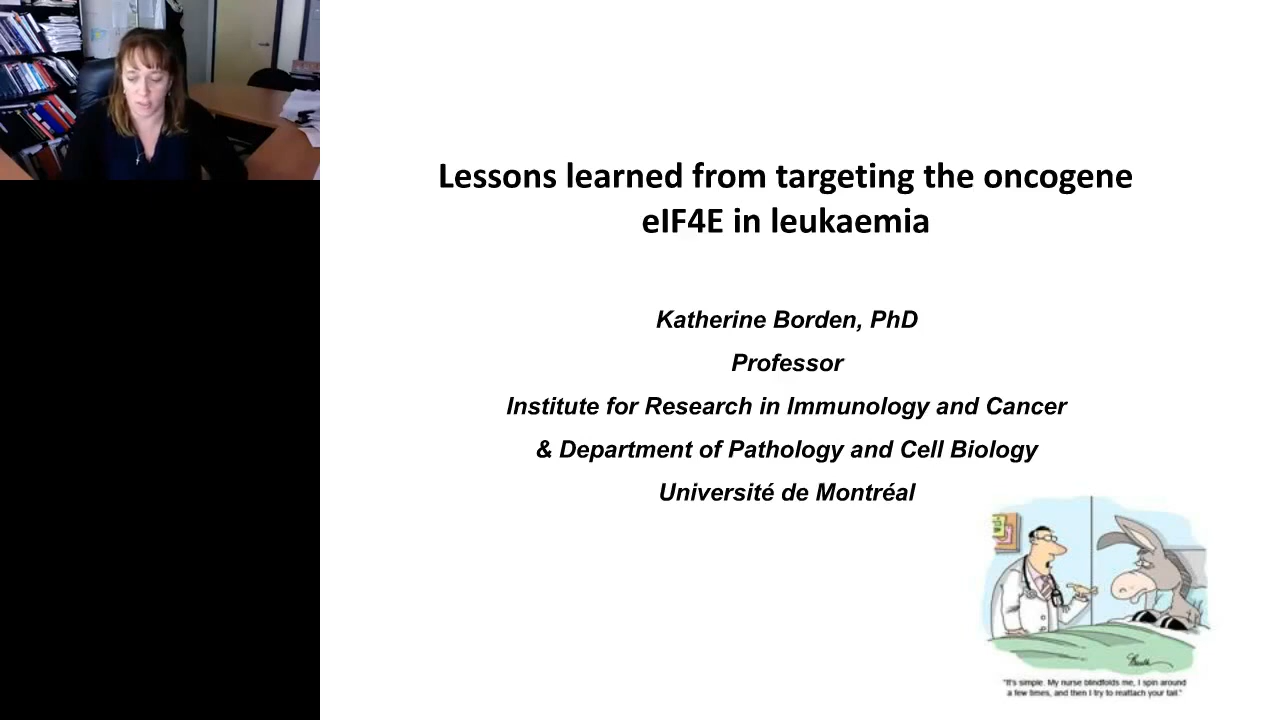 Lessons learned from targeting the oncogene
eIF4E in leukaemia
Katherine Borden, PhD
Professor
Institute for Research in Immunology and Cancer
& Department of Pathology and Cell Biology
Université de Montréal
"It's simple. My nurse blindfolds me, I spin around
a few times, and then I try to reattach your tail."